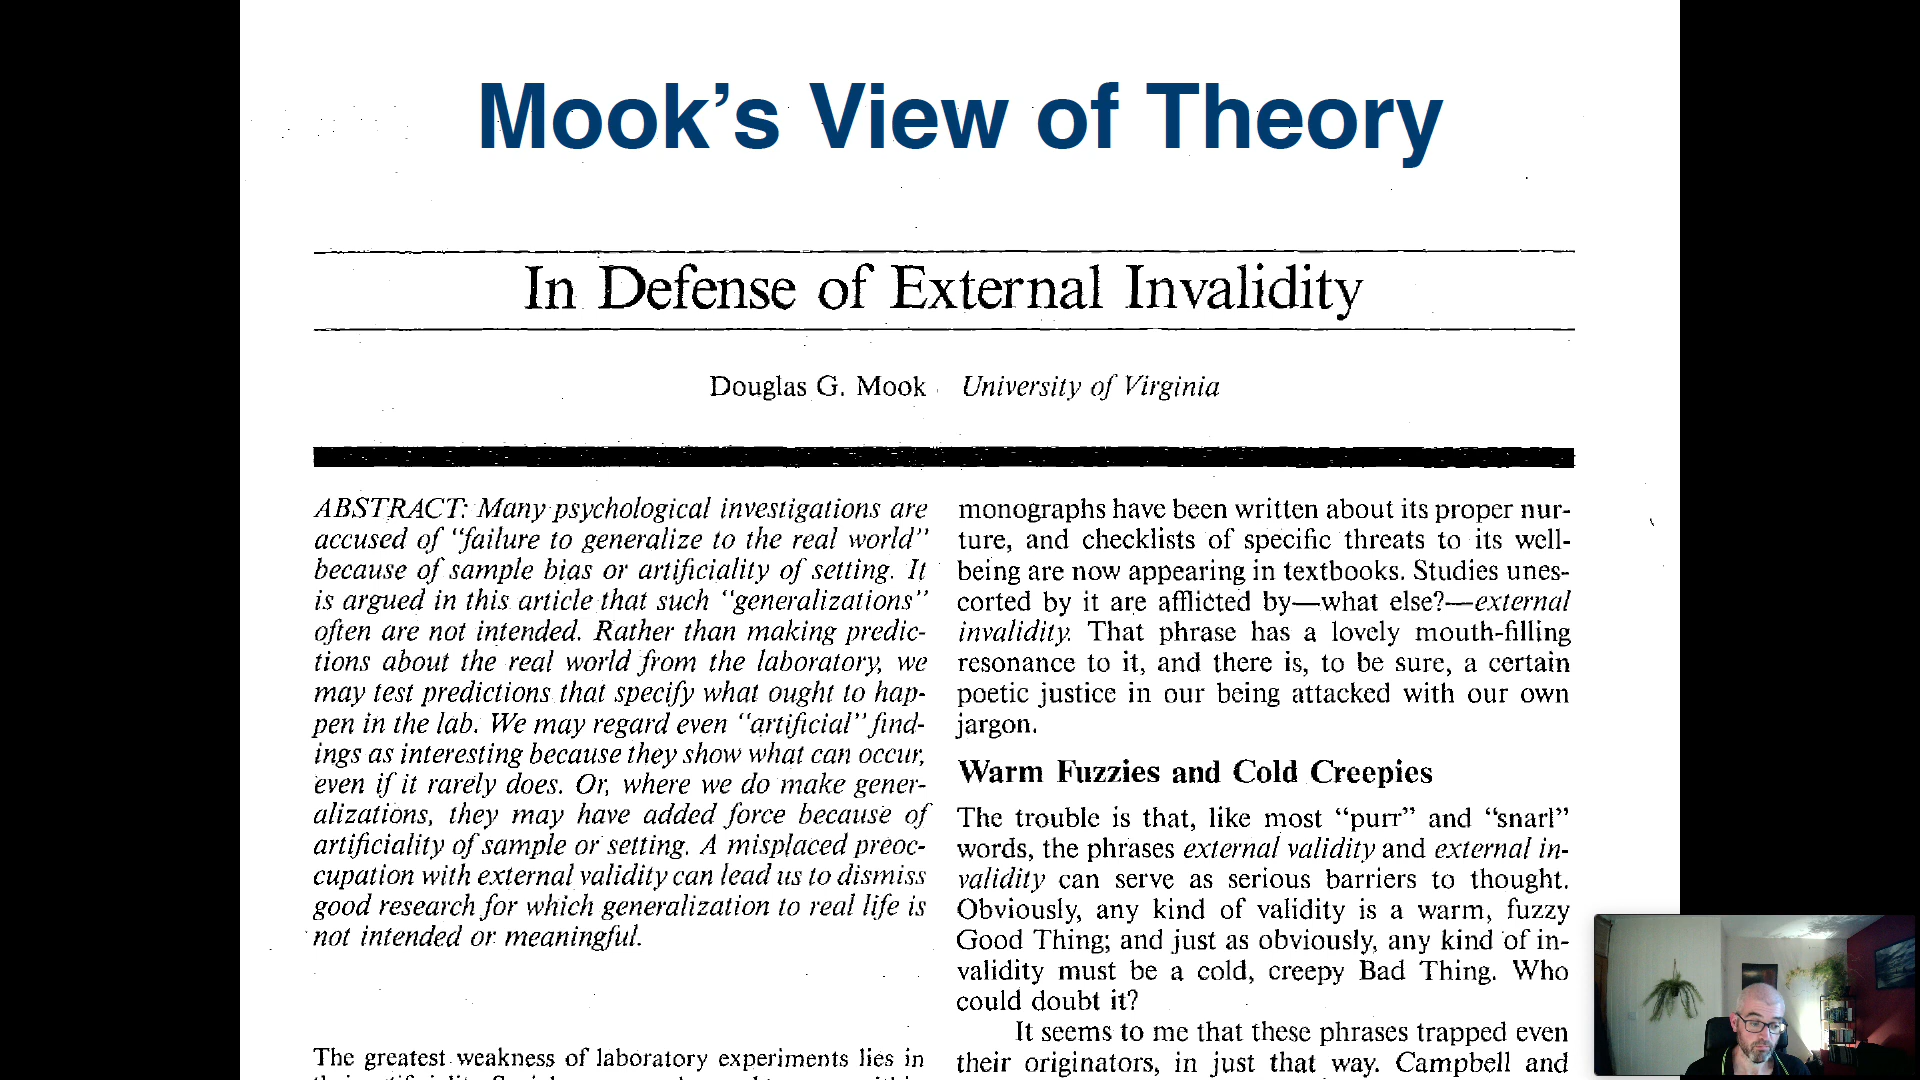 Mook’s View of Theory
In Defense of External Invalidity
Douglas G. Mook University of Virginia
ABSTRACT: Many psychological investigations are
accused of “failure to generalize to the real world”
because of sample bias or artificiality of setting. It
is argued in this article that such “generalizations”
often are not intended. Rather than making predic-
tions about the real world from the laboratory, we
may test predictions that specify what ought to hap-
pen in the lab. We may regard even “artificial” find-
ings as interesting because they show what can occur,
even if it rarely does. Or, where we do make gener-
alizations, they may have added force because of
artificiality of sample or setting. A misplaced preoc-
cupation with external validity can lead us to dismiss
good research for which generalization to real life is
not intended or meaningful.
The greatest weakness of laboratory experiments lies in
monographs have been written about its proper nur-
ture, and checklists of specific threats to its well-
being are now appearing in textbooks. Studies unes-
corted by it are afflicted by—what else?—external
invalidity. That phrase has a lovely mouth-filling
resonance to it, and there is, to be sure, a certain
poetic justice in our being attacked with our own
jargon.
Warm Fuzzies and Cold Creepies
The trouble is that, like most “purr” and “snarl”
words, the phrases external validity and external in-
validity can serve as serious barriers to thought.
Obviously, any kind of validity is a warm, fuzzy
Good Thing; and just as obviously, any kind of in-
validity must be a cold, creepy Bad Thing. Who
could doubt it?
It seems to me that these phrases trapped even
their originators, in just that way. Campbell and